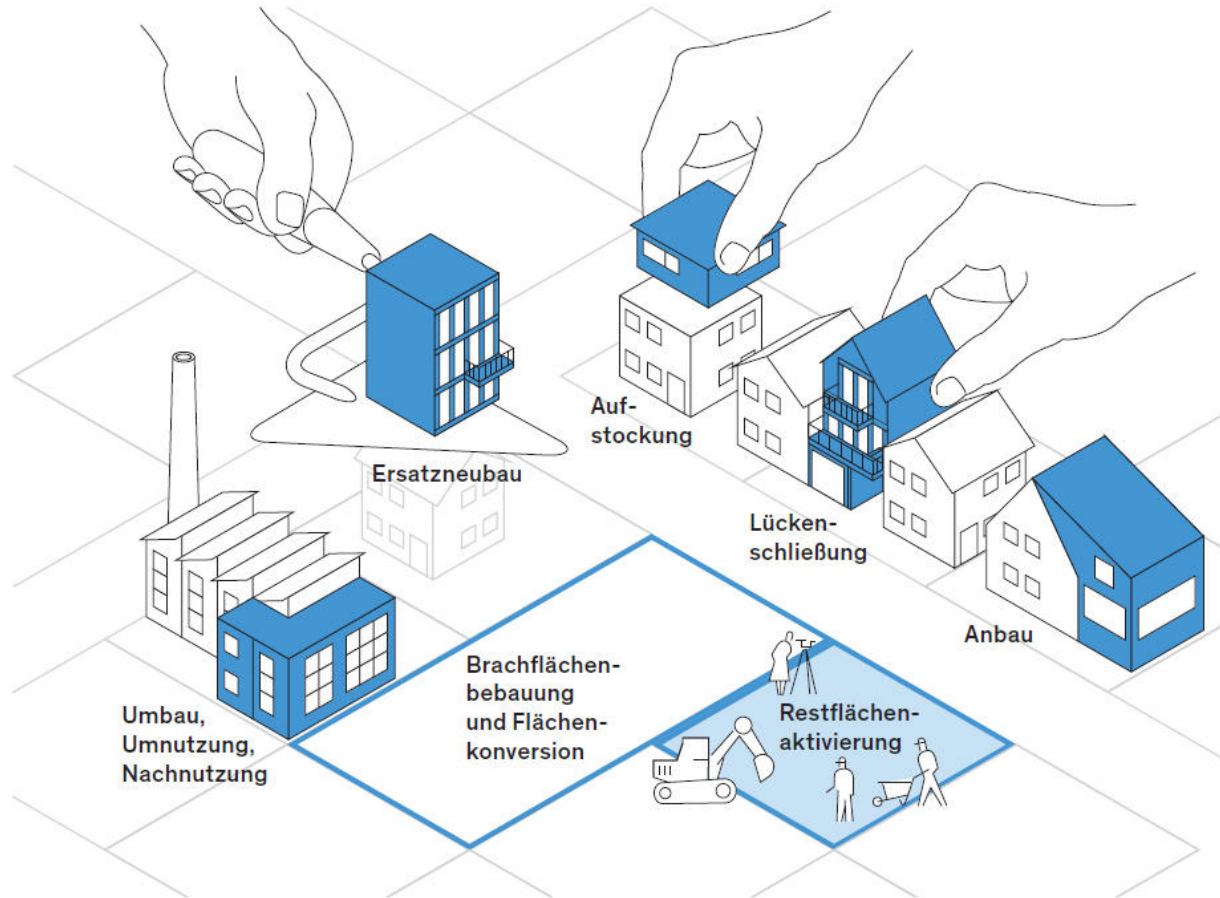 Auf-
stockung
Ersatzneubau
Lücken-
schließung
Anbau
Brachflächen-
bebauung
und Flächen-
konversion
Restflächen-
aktivierung
Umbau,
Umnutzung,
Nachnutzung